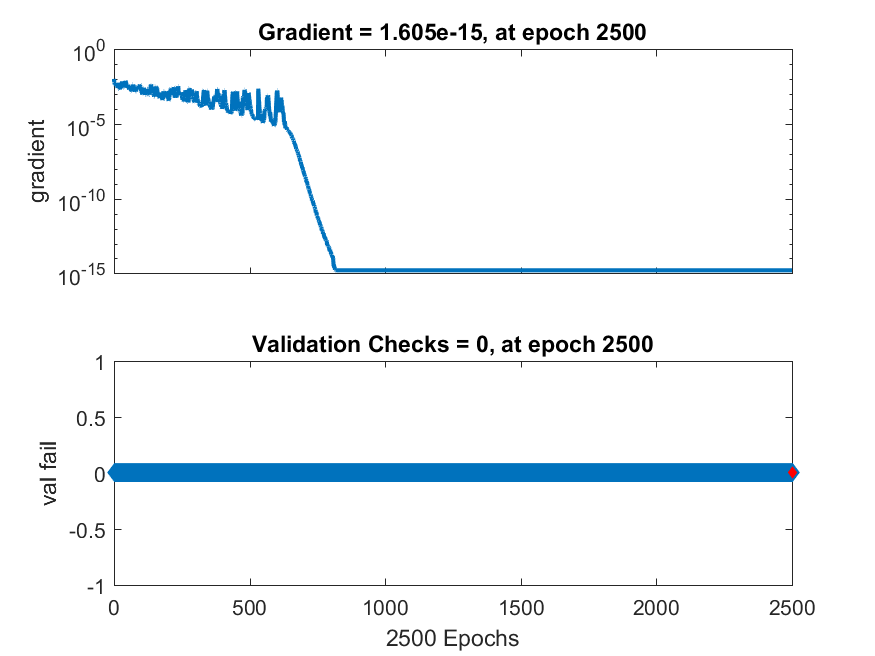 Gradient = 1.605e-15, at epoch 2500
10^0
10^-5
10^-10
10^-15
gradient
Validation Checks = 0, at epoch 2500
1
0.5
0
-0.5
-1
val fail
0 500 1000 1500 2000 2500
2500 Epochs